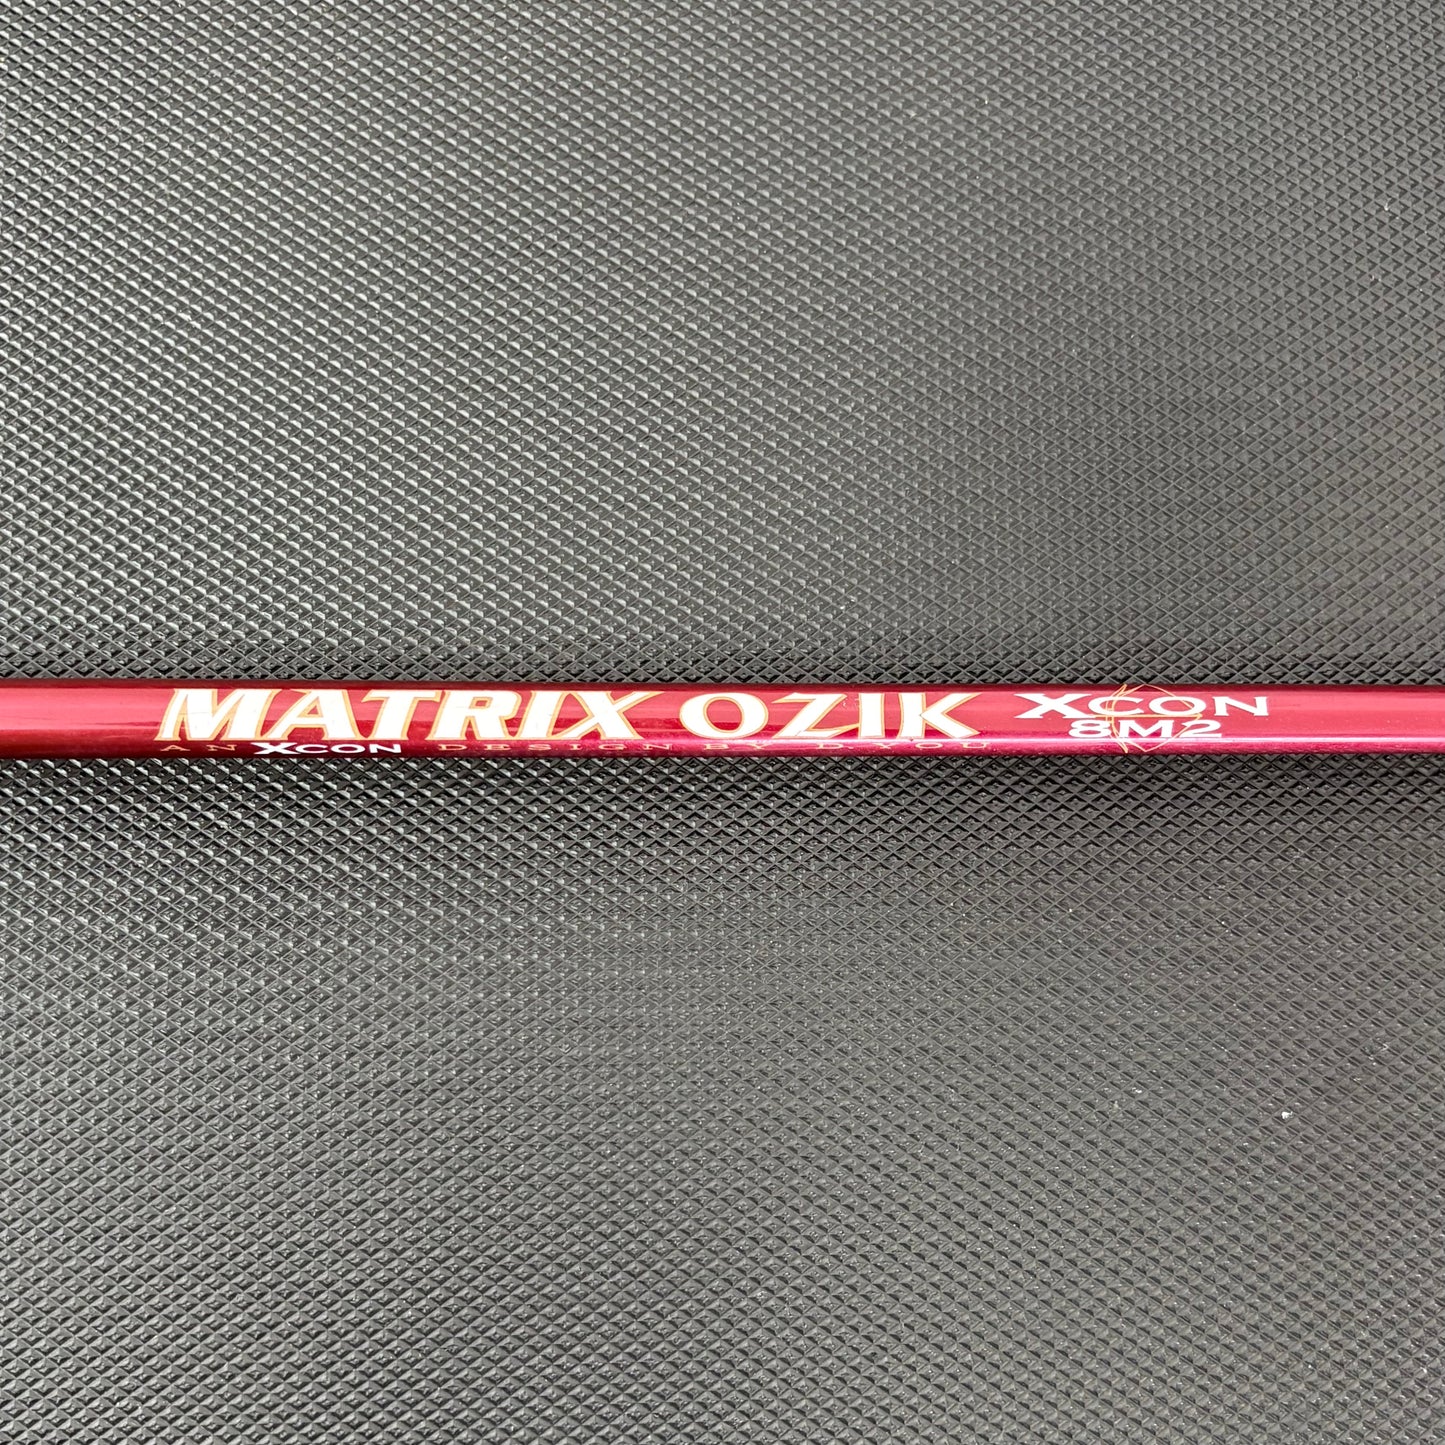 MATRIX OZIK XCON
8M2
AN XCON DESIGN BY D.YOU